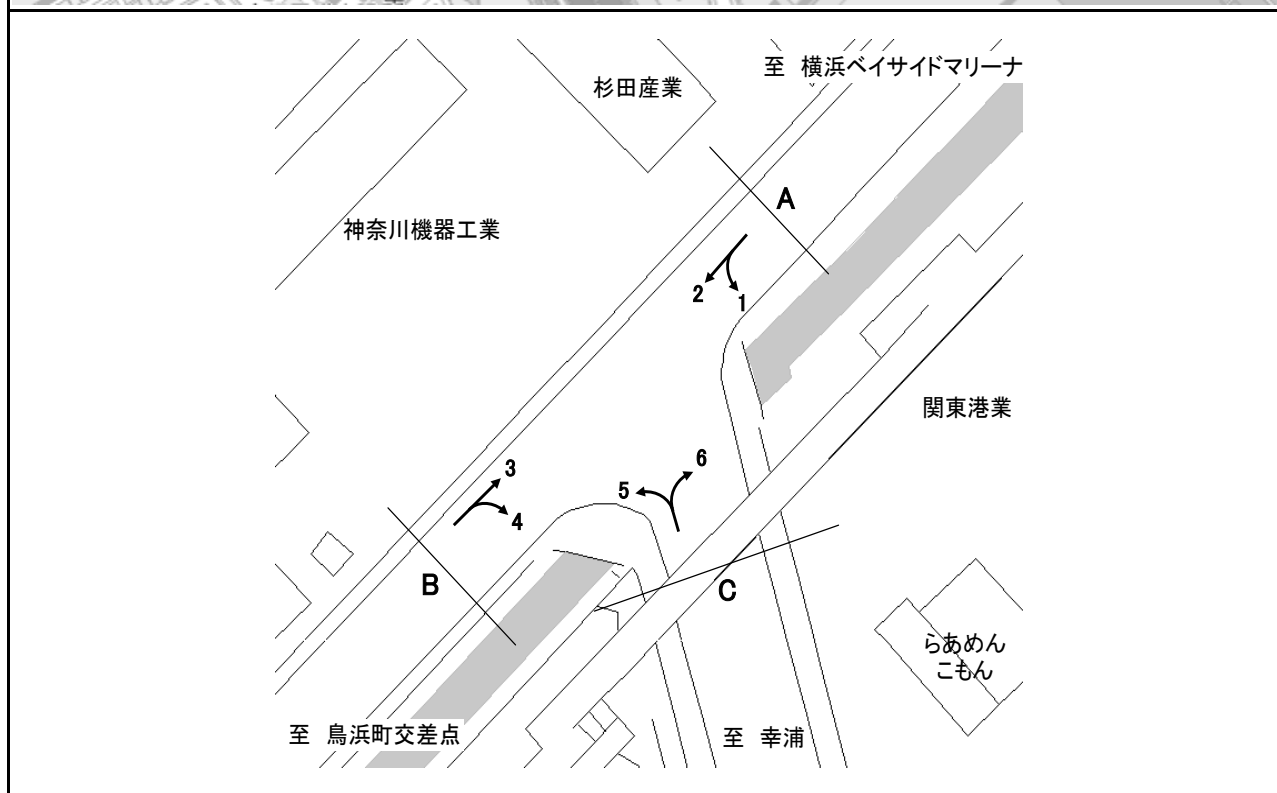 至 横浜ベイサイドマリーナ
杉田産業
A
神奈川機器工業
2
1
関東港業
3
6
5
4
B
C
らあめん
こもん
至 鳥浜町交差点
至 幸浦